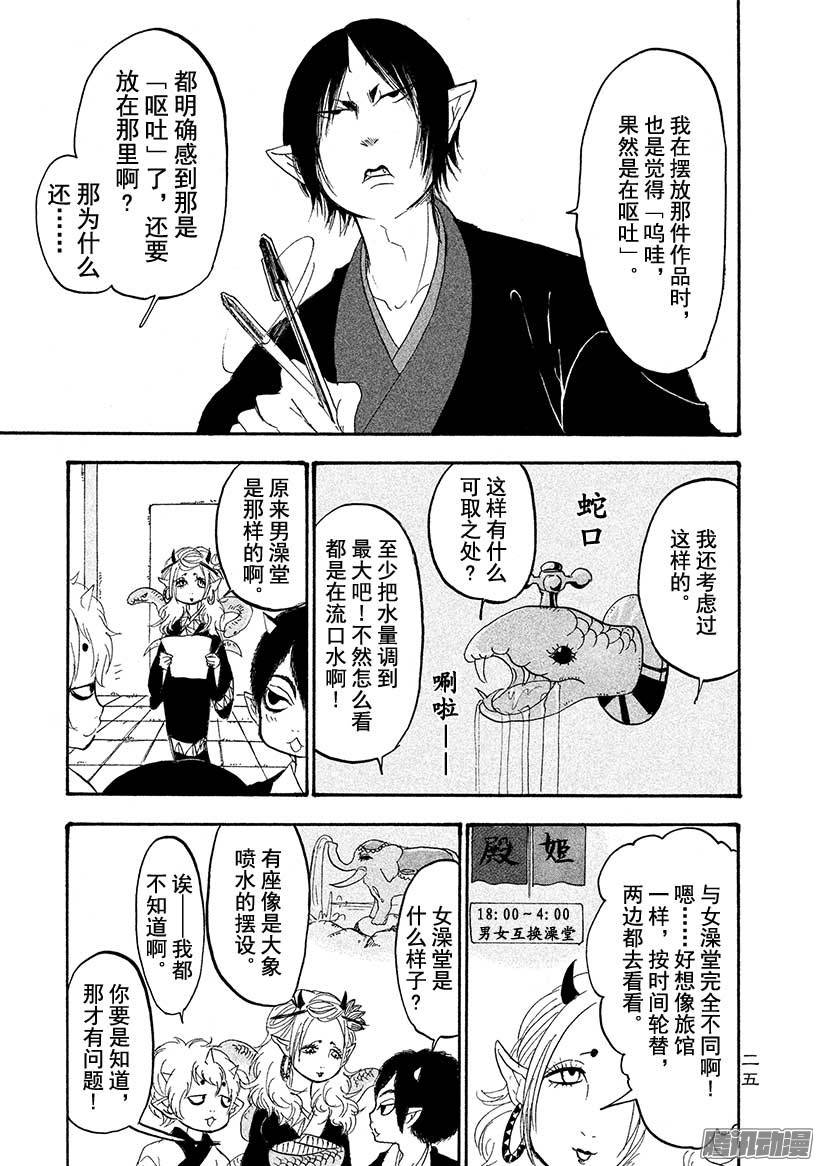 我在摆放那件作品时，
也是觉得「呜哇，
果然是在呕吐」。
都明确感到那是
「呕吐」了，还要
放在那里啊？
那为什么
还……
我还考虑过
这样的。
蛇口
这样有什么
可取之处？
唰啦——
至少把水量调到
最大吧！不然怎么看
都是在流口水啊！
原来男澡堂
是那样的啊。
与女澡堂完全不同啊！
嗯……好想像旅馆
一样，按时间轮替，
两边都去看看。
殿 姬
18:00～4:00
男女互换澡堂
女澡堂是
什么样子？
有座像是大象
喷水的摆设。
诶——我都
不知道啊。
你要是知道，
那才有问题！
二五
腾讯动漫